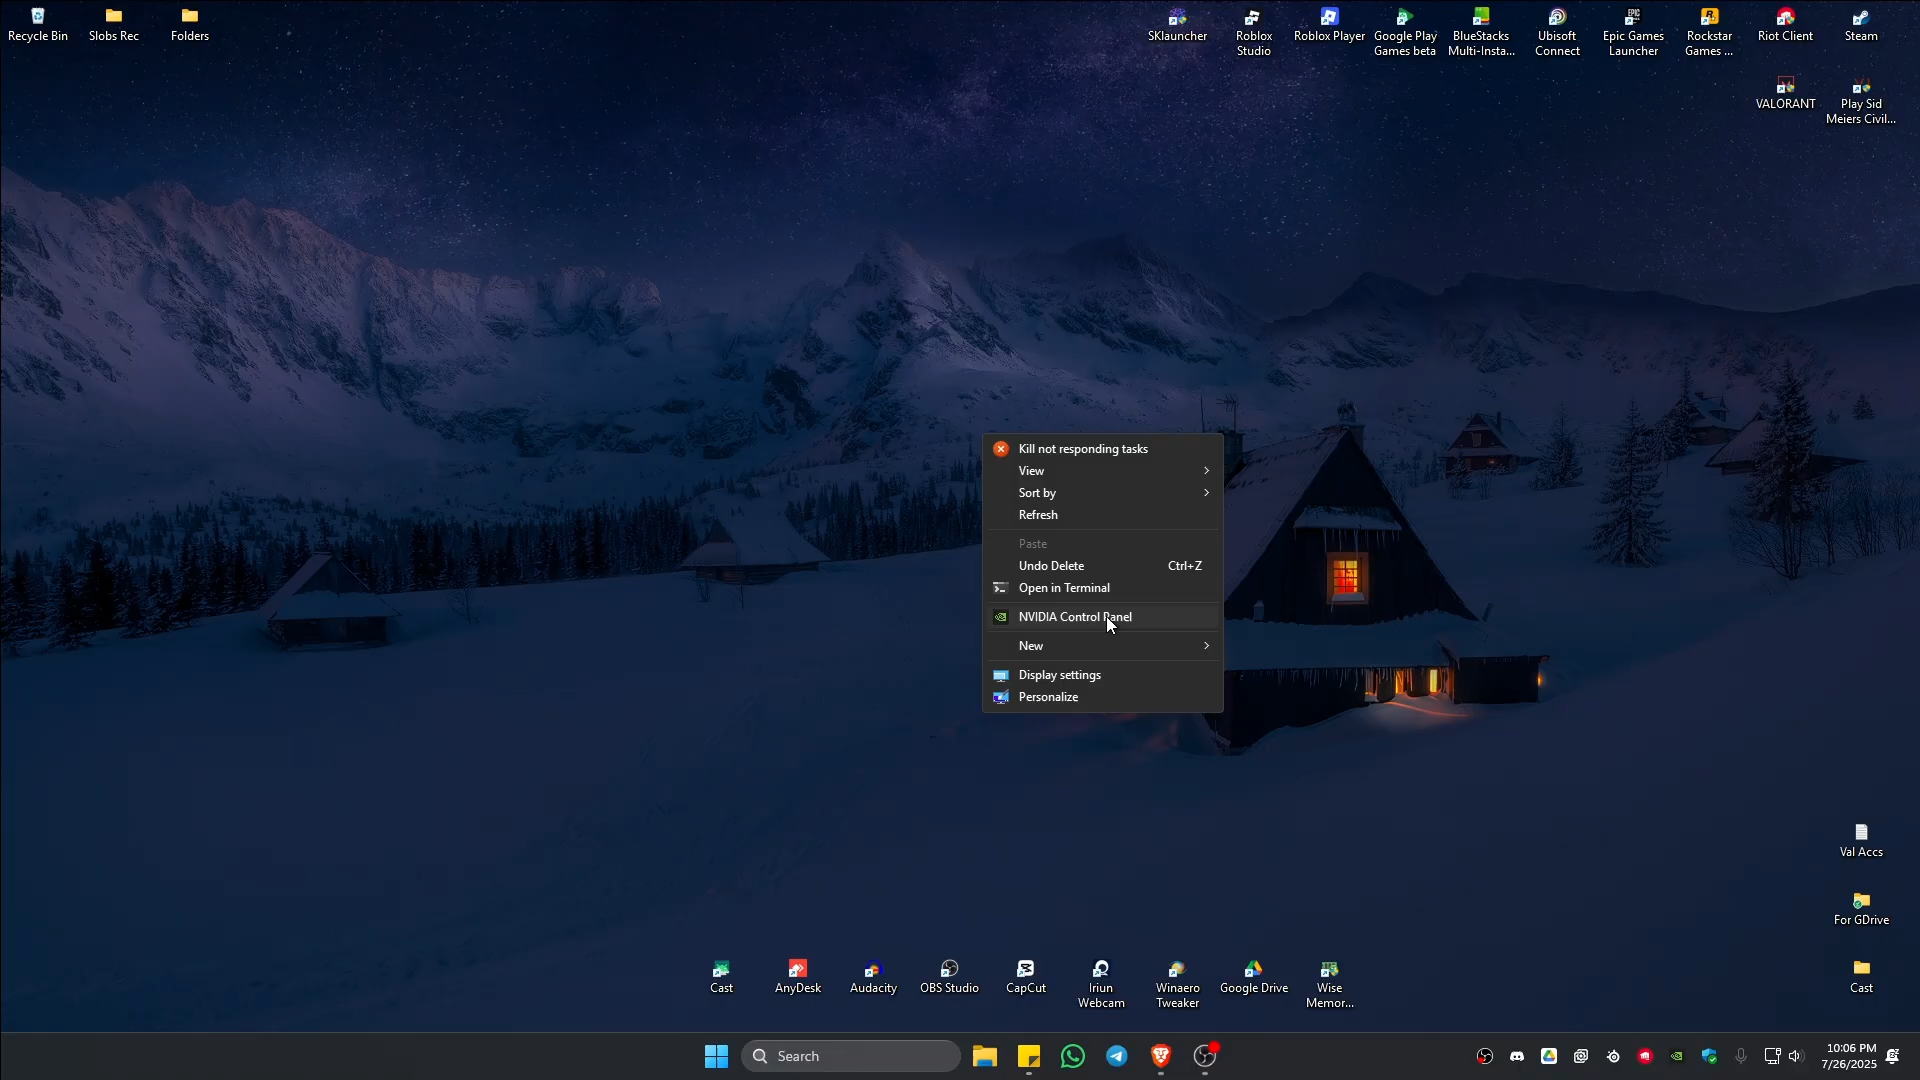 Recycle Bin
Slobs Rec
Folders
SKlauncher
Roblox
Studio
Roblox Player
Google Play
Games beta
BlueStacks
Multi-Insta...
Ubisoft
Connect
Epic Games
Launcher
Rockstar
Games ...
Riot Client
Steam
VALORANT
Play Sid
Meiers Civil...
Kill not responding tasks
View
Sort by
Refresh
Paste
Undo Delete Ctrl+Z
Open in Terminal
NVIDIA Control Panel
New
Display settings
Personalize
Val Accs
For GDrive
Cast
AnyDesk
Audacity
OBS Studio
CapCut
Iriun
Webcam
Winaero
Tweaker
Google Drive
Wise
Memor...
Cast
Search
10:06 PM
7/26/2025